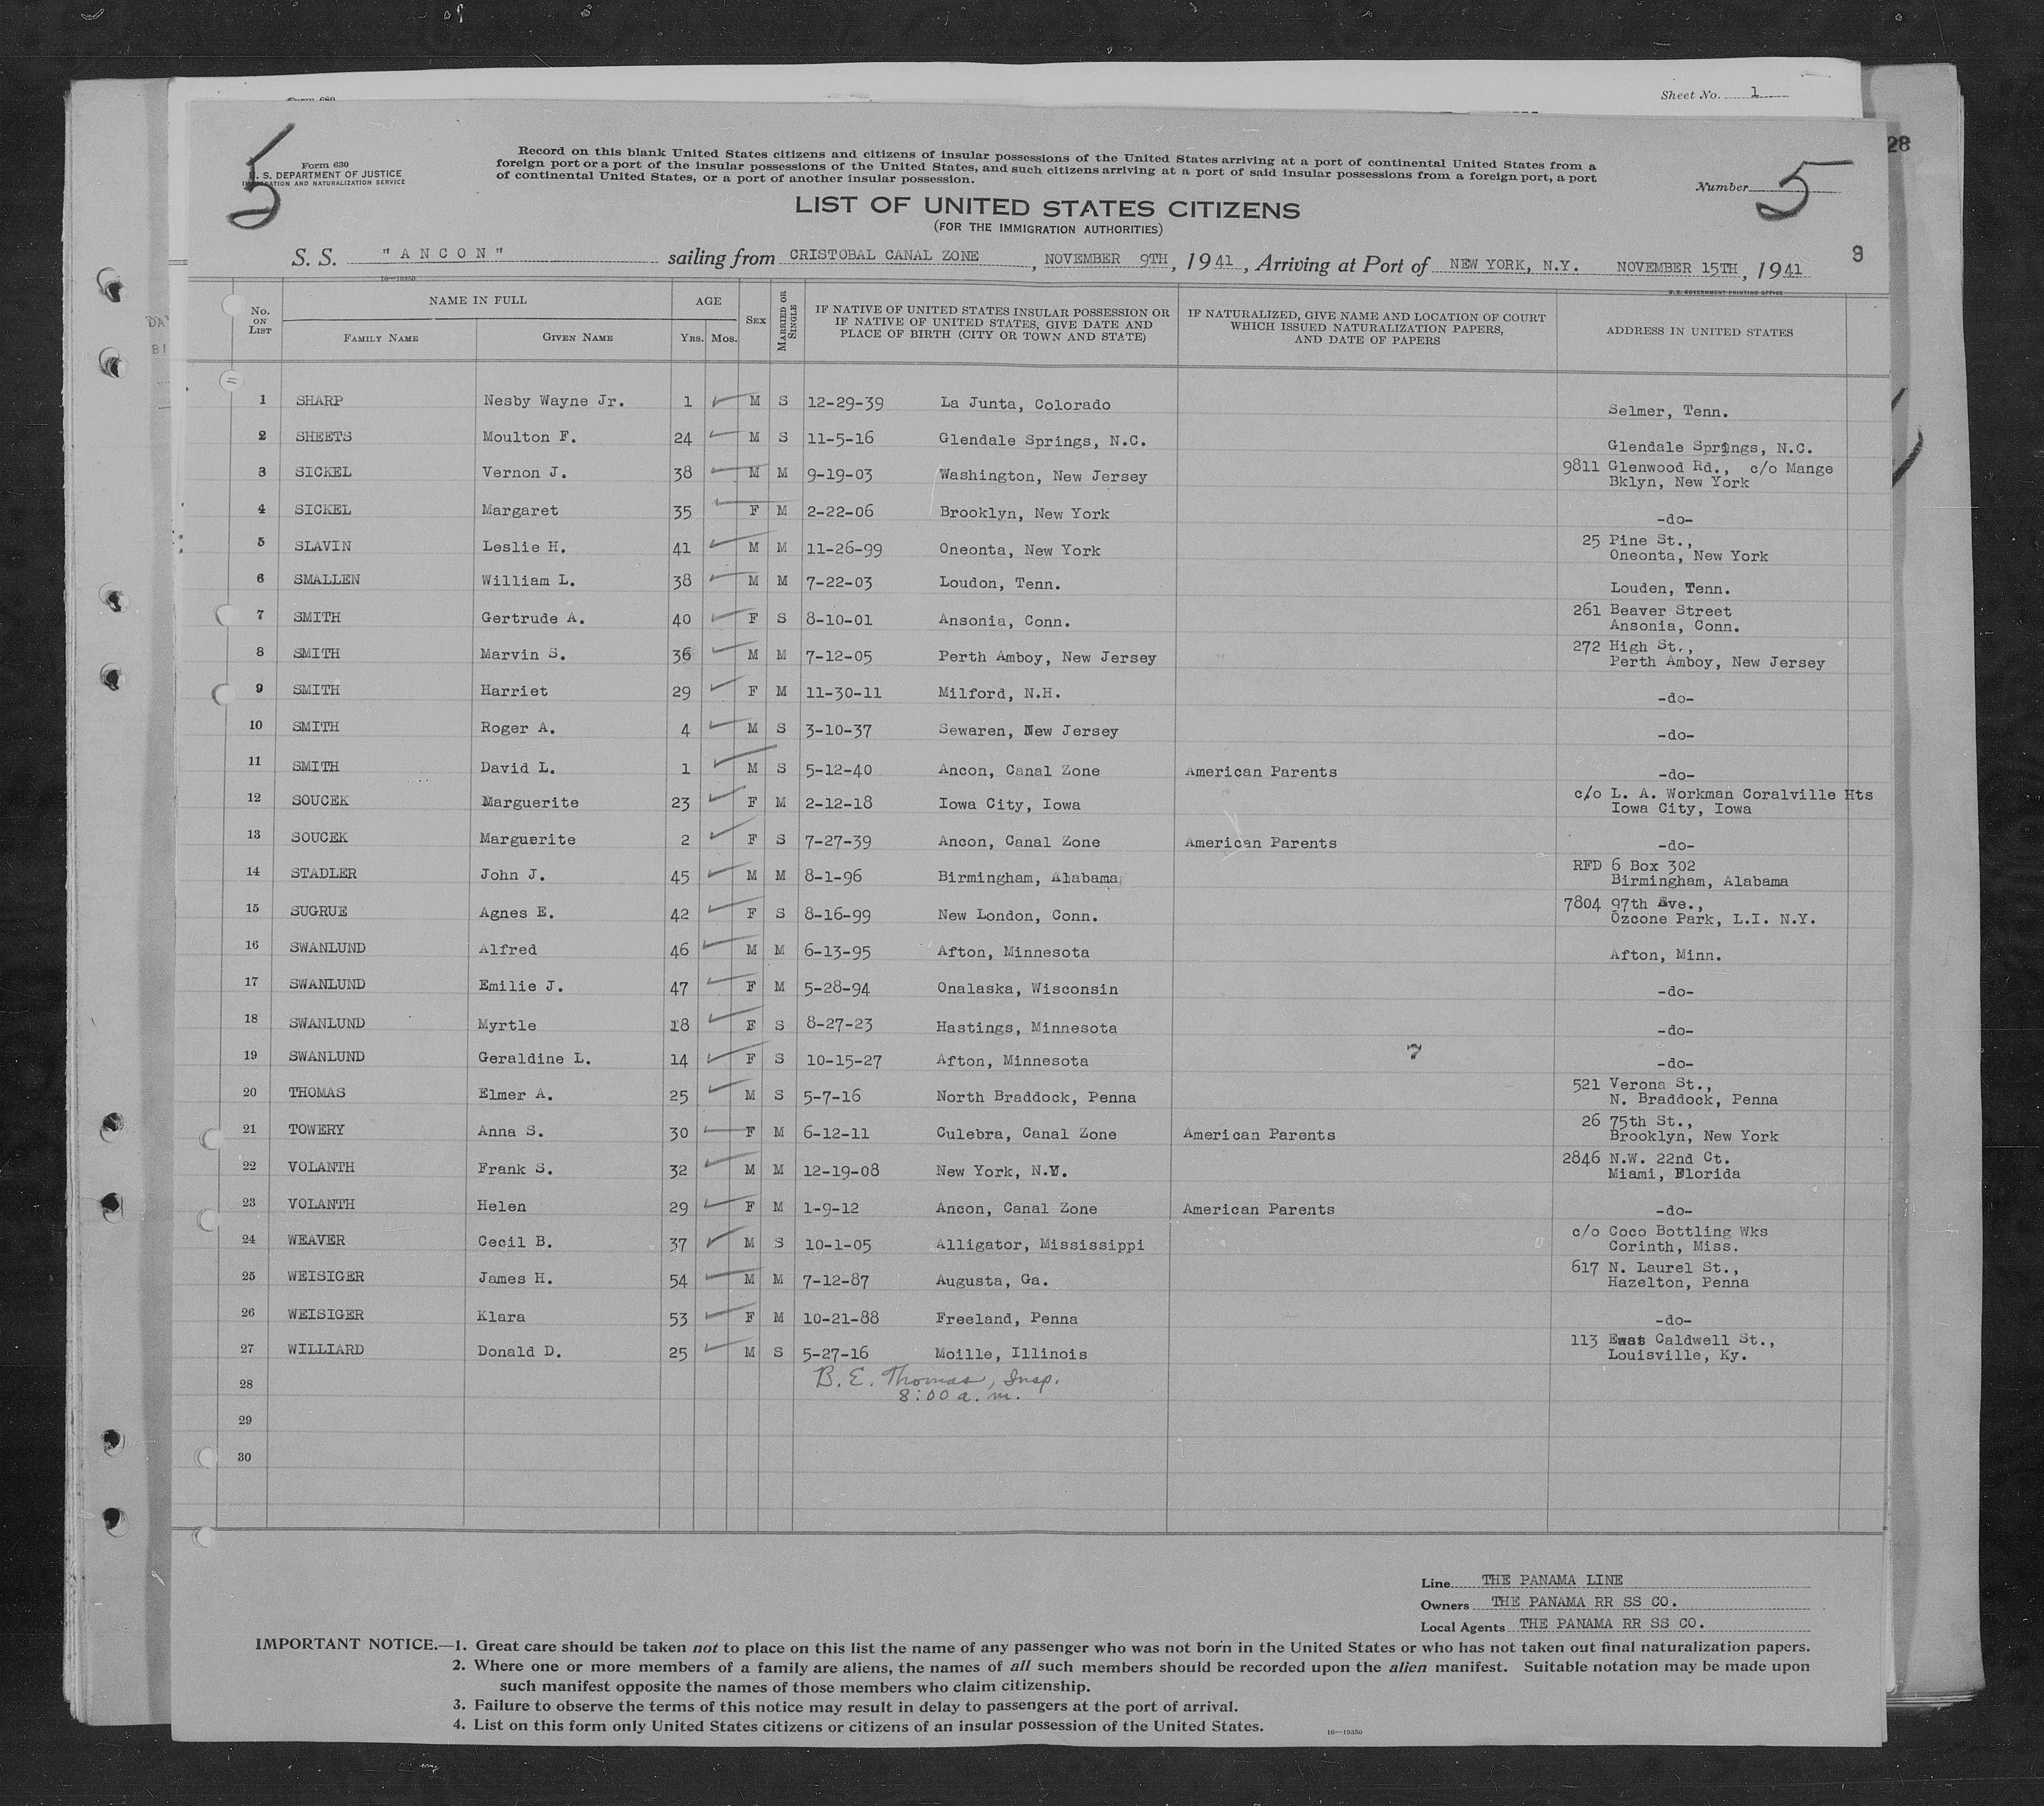 Sheet No. 1
28
5
Form 630
U. S. DEPARTMENT OF JUSTICE
IMMIGRATION AND NATURALIZATION SERVICE
Record on this blank United States citizens and citizens of insular possessions of the United States arriving at a port of continental United States from a
foreign port or a port of the insular possessions of the United States, and such citizens arriving at a port of said insular possessions from a foreign port, a port
of continental United States, or a port of another insular possession.
Number 5
LIST OF UNITED STATES CITIZENS
(FOR THE IMMIGRATION AUTHORITIES)
S. S. "ANCON" sailing from CRISTOBAL CANAL ZONE, NOVEMBER 9TH, 1941, Arriving at Port of NEW YORK, N.Y. NOVEMBER 15TH, 1941
16—19350
U. S. GOVERNMENT PRINTING OFFICE
No. ON LIST | NAME IN FULL | FAMILY NAME | GIVEN NAME | AGE | YRS. | MOS. | SEX | MARRIED OR SINGLE | IF NATIVE OF UNITED STATES INSULAR POSSESSION OR IF NATIVE OF UNITED STATES, GIVE DATE AND PLACE OF BIRTH (CITY OR TOWN AND STATE) | IF NATURALIZED, GIVE NAME AND LOCATION OF COURT WHICH ISSUED NATURALIZATION PAPERS, AND DATE OF PAPERS | ADDRESS IN UNITED STATES
1 SHARP Nesby Wayne Jr. 1 M S 12-29-39 La Junta, Colorado Selmer, Tenn.
2 SHEETS Moulton F. 24 M S 11-5-16 Glendale Springs, N.C. Glendale Springs, N.C.
3 SICKEL Vernon J. 38 M M 9-19-03 Washington, New Jersey 9811 Glenwood Rd., c/o Mange
Bklyn, New York
4 SICKEL Margaret 35 F M 2-22-06 Brooklyn, New York -do-
5 SLAVIN Leslie H. 41 M M 11-26-99 Oneonta, New York 25 Pine St.,
Oneonta, New York
6 SMALLEN William L. 38 M M 7-22-03 Loudon, Tenn. Louden, Tenn.
7 SMITH Gertrude A. 40 F S 8-10-01 Ansonia, Conn. 261 Beaver Street
Ansonia, Conn.
8 SMITH Marvin S. 36 M M 7-12-05 Perth Amboy, New Jersey 272 High St.,
Perth Amboy, New Jersey
9 SMITH Harriet 29 F M 11-30-11 Milford, N.H. -do-
10 SMITH Roger A. 4 M S 3-10-37 Sewaren, New Jersey -do-
11 SMITH David L. 1 M S 5-12-40 Ancon, Canal Zone American Parents -do-
12 SOUCEK Marguerite 23 F M 2-12-18 Iowa City, Iowa c/o L. A. Workman Coralville Hts
Iowa City, Iowa
13 SOUCEK Marguerite 2 F S 7-27-39 Ancon, Canal Zone American Parents -do-
14 STADLER John J. 45 M M 8-1-96 Birmingham, Alabama RFD 6 Box 302
Birmingham, Alabama
15 SUGRUE Agnes E. 42 F S 8-16-99 New London, Conn. 7804 97th Ave.,
Ozcone Park, L.I. N.Y.
16 SWANLUND Alfred 46 M M 6-13-95 Afton, Minnesota Afton, Minn.
17 SWANLUND Emilie J. 47 F M 5-28-94 Onalaska, Wisconsin -do-
18 SWANLUND Myrtle 18 F S 8-27-23 Hastings, Minnesota -do-
19 SWANLUND Geraldine L. 14 F S 10-15-27 Afton, Minnesota -do-
20 THOMAS Elmer A. 25 M S 5-7-16 North Braddock, Penna 521 Verona St.,
N. Braddock, Penna
21 TOWERY Anna S. 30 F M 6-12-11 Culebra, Canal Zone American Parents 26 75th St.,
Brooklyn, New York
22 VOLANTH Frank S. 32 M M 12-19-08 New York, N.Y. 2846 N.W. 22nd Ct.
Miami, Florida
23 VOLANTH Helen 29 F M 1-9-12 Ancon, Canal Zone American Parents -do-
24 WEAVER Cecil B. 37 M S 10-1-05 Alligator, Mississippi c/o Coco Bottling Wks
Corinth, Miss.
25 WEISIGER James H. 54 M M 7-12-87 Augusta, Ga. 617 N. Laurel St.,
Hazelton, Penna
26 WEISIGER Klara 53 F M 10-21-88 Freeland, Penna -do-
27 WILLIARD Donald D. 25 M S 5-27-16 Moille, Illinois 113 East Caldwell St.,
Louisville, Ky.
28 B. E. Thomas, Insp.
8:00 a.m.
29
30
Line THE PANAMA LINE
Owners THE PANAMA RR SS CO.
Local Agents THE PANAMA RR SS CO.
IMPORTANT NOTICE.—1. Great care should be taken not to place on this list the name of any passenger who was not born in the United States or who has not taken out final naturalization papers.
2. Where one or more members of a family are aliens, the names of all such members should be recorded upon the alien manifest. Suitable notation may be made upon
such manifest opposite the names of those members who claim citizenship.
3. Failure to observe the terms of this notice may result in delay to passengers at the port of arrival.
4. List on this form only United States citizens or citizens of an insular possession of the United States.
16—19350